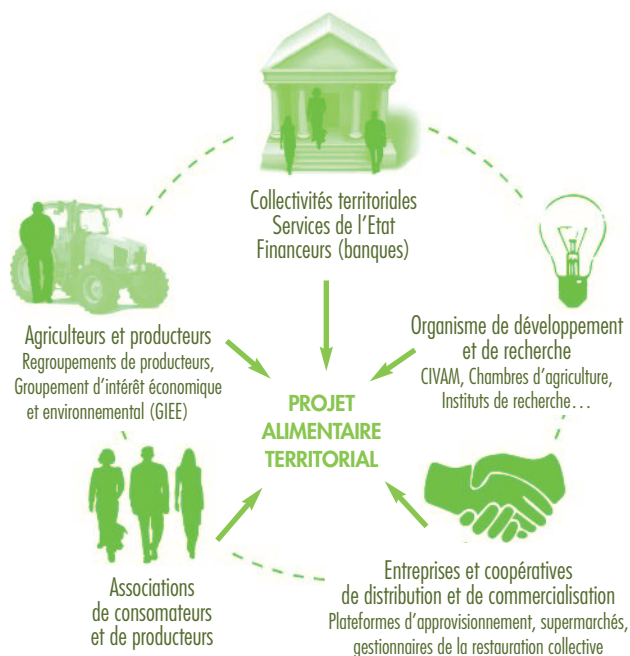 Collectivités territoriales
Services de l'Etat
Financeurs (banques)
Agriculteurs et producteurs
Regroupements de producteurs,
Groupement d'intérêt économique
et environnemental (GIEE)
Organisme de développement
et de recherche
CIVAM, Chambres d'agriculture,
Instituts de recherche…
PROJET
ALIMENTAIRE
TERRITORIAL
Associations
de consomateurs
et de producteurs
Entreprises et coopératives
de distribution et de commercialisation
Plateformes d'approvisionnement, supermarchés,
gestionnaires de la restauration collective